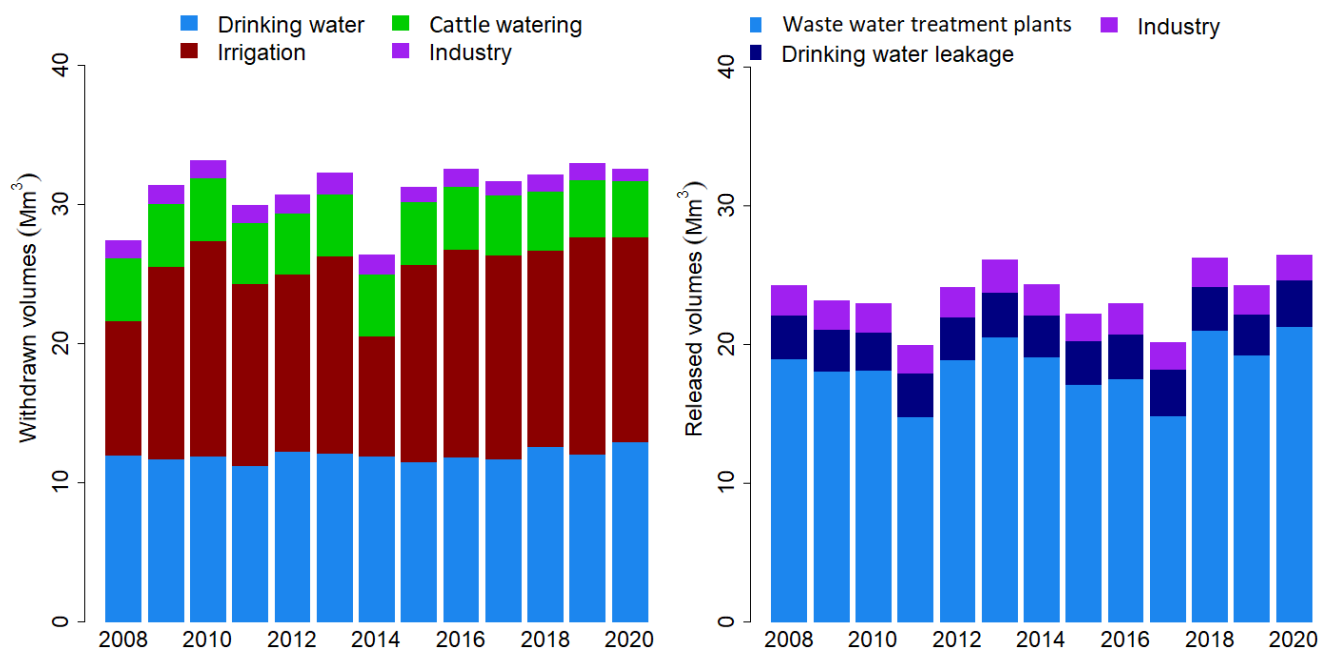 Drinking water
Cattle watering
Irrigation
Industry
Withdrawn volumes (Mm³)
40
30
20
10
0
2008 2010 2012 2014 2016 2018 2020
Waste water treatment plants
Industry
Drinking water leakage
Released volumes (Mm³)
40
30
20
10
0
2008 2010 2012 2014 2016 2018 2020